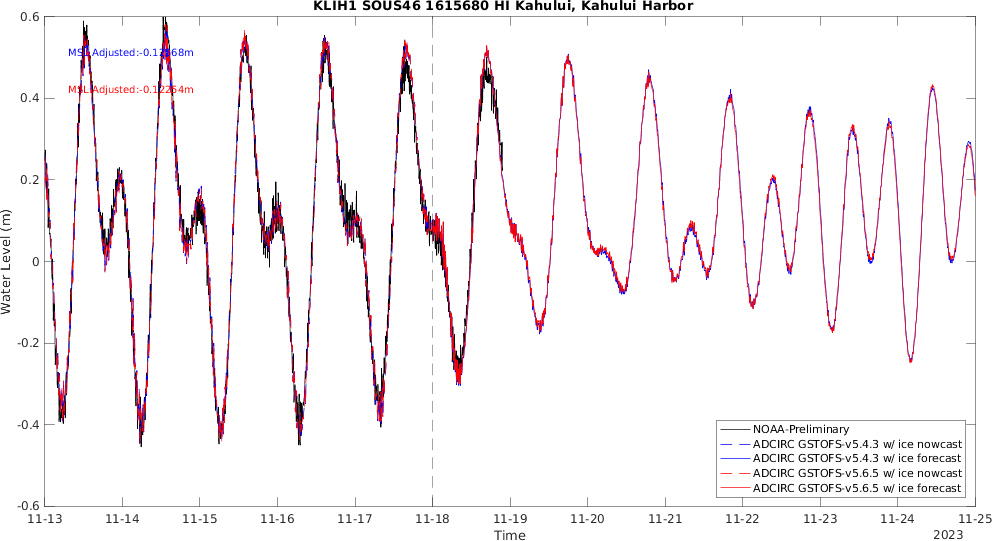 KLIH1 SOUS46 1615680 HI Kahului, Kahului Harbor
0.6
MSL Adjusted:
MSL Adjusted:-0.12264m
0.4
0.2
0
-0.2
-0.4
-0.6
Water Level (m)
NOAA-Preliminary
ADCIRC GSTOFS-v5.4.3 w/ ice nowcast
ADCIRC GSTOFS-v5.4.3 w/ ice forecast
ADCIRC GSTOFS-v5.6.5 w/ ice nowcast
ADCIRC GSTOFS-v5.6.5 w/ ice forecast
11-13 11-14 11-15 11-16 11-17 11-18 11-19 11-20 11-21 11-22 11-23 11-24 11-25
Time
2023